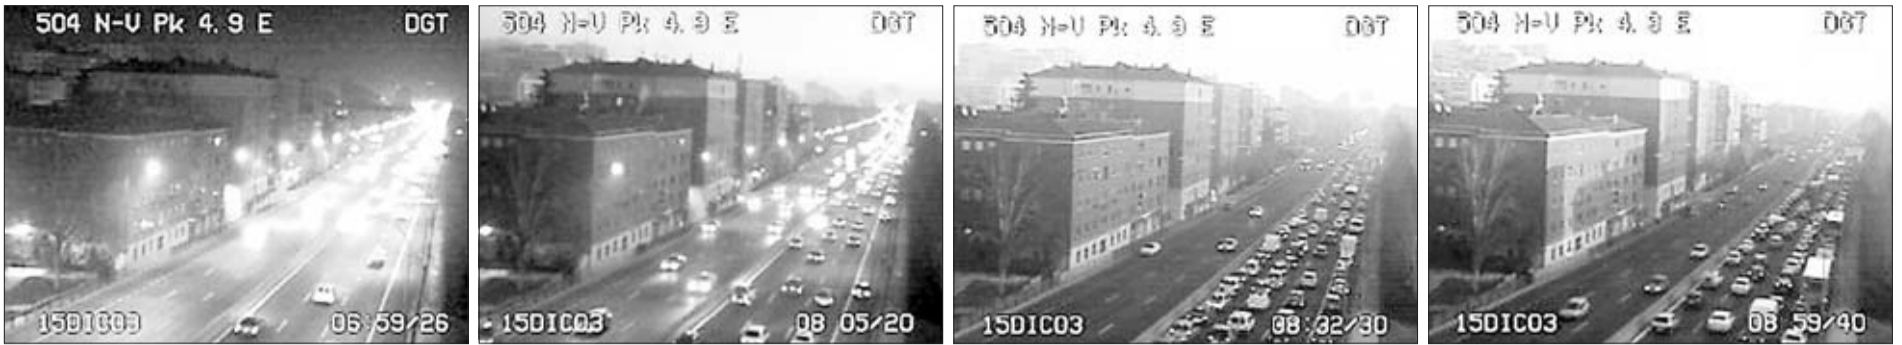 504 N-V Pk 4.9 E DGT
15DIC03 06:59/26
504 N-V Pk 4.9 E DGT
15DIC03 08 05/20
504 N-V Pk 4.9 E DGT
15DIC03 08:32/30
504 N-V Pk 4.9 E DGT
15DIC03 08 59/40